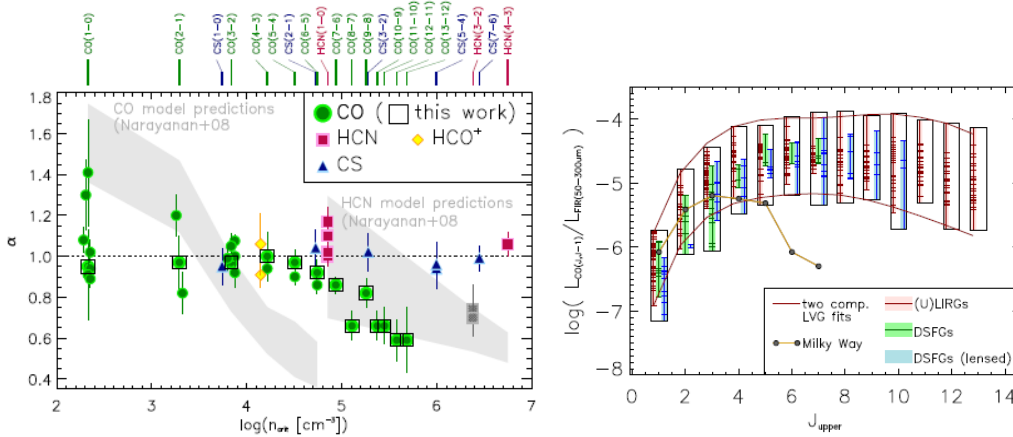 CO(1-0)
CO(2-1)
CS(1-0)
CO(3-2)
CO(4-3)
CO(5-4)
CS(2-1)
CO(6-5)
HCN(1-0)
CO(7-6)
CO(8-7)
CO(9-8)
CS(3-2)
CO(10-9)
CO(11-10)
CO(12-11)
CO(13-12)
CS(5-4)
HCN(3-2)
CS(7-6)
HCN(4-3)
1.8
1.6
1.4
1.2
1.0
0.8
0.6
0.4
α
CO model predictions
(Narayanan+08
CO ( this work)
HCN HCO+
CS
HCN model predictions
(Narayanan+08
2 3 4 5 6 7
log(ncrit [cm-3])
-4
-5
-6
-7
-8
log( LCO(J,J-1)/LFIR(50-300um) )
two comp.
LVG fits
Milky Way
(U)LIRGs
DSFGs
DSFGs (lensed)
0 2 4 6 8 10 12 14
Jupper